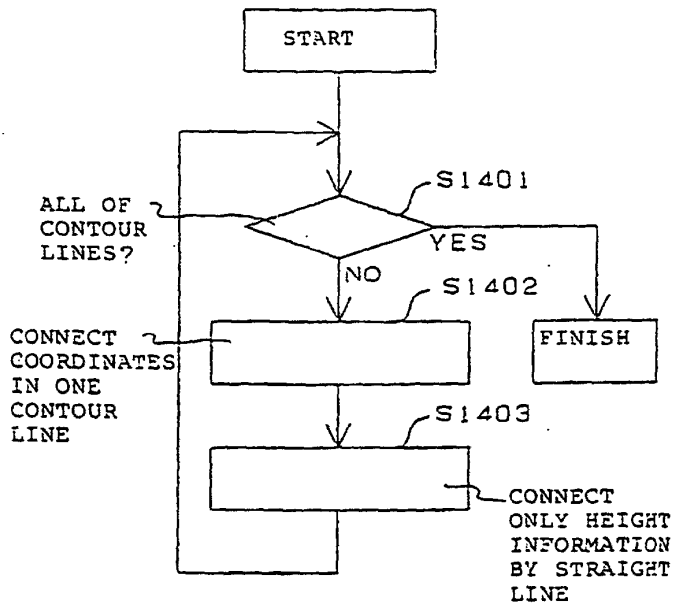 START
S1401
ALL OF
CONTOUR
LINES?
YES
NO
S1402
CONNECT
COORDINATES
IN ONE
CONTOUR
LINE
FINISH
S1403
CONNECT
ONLY HEIGHT
INFORMATION
BY STRAIGHT
LINE